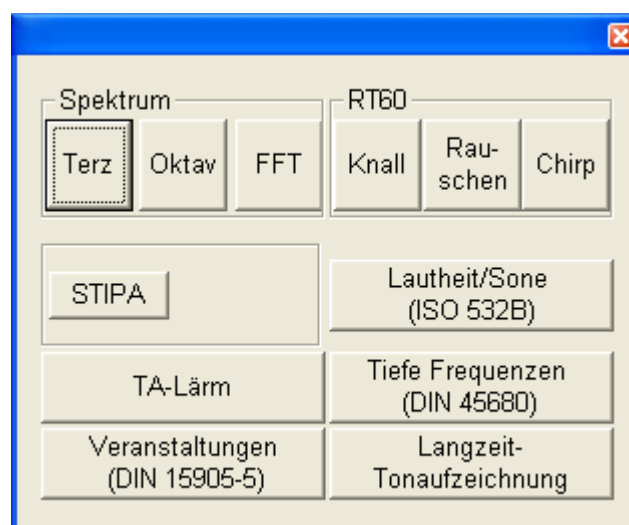 Spektrum
RT60
Terz
Oktav
FFT
Knall
Rau-
schen
Chirp
STIPA
Lautheit/Sone
(ISO 532B)
TA-Lärm
Tiefe Frequenzen
(DIN 45680)
Veranstaltungen
(DIN 15905-5)
Langzeit-
Tonaufzeichnung